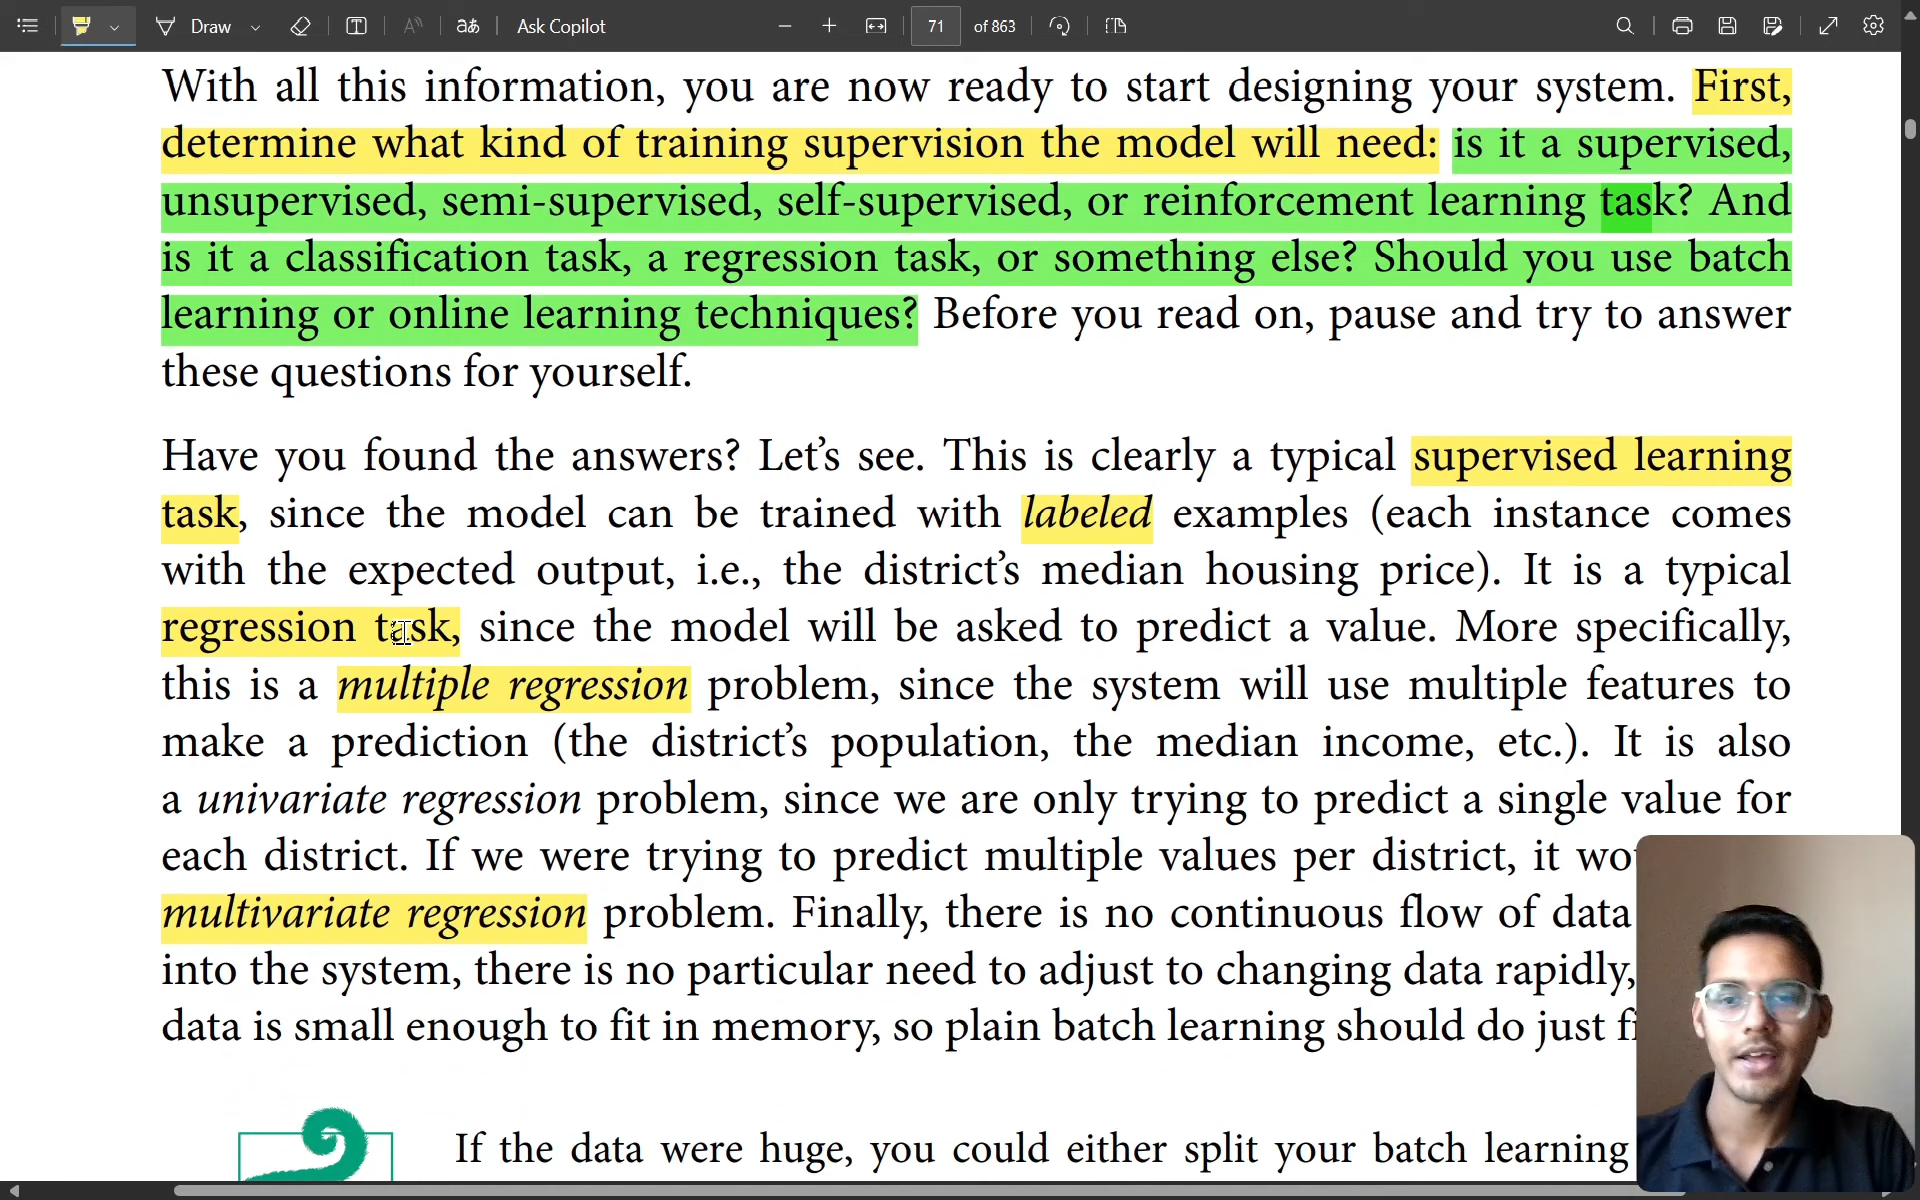 Draw
Ask Copilot
71
of 863
With all this information, you are now ready to start designing your system. First,
determine what kind of training supervision the model will need: is it a supervised,
unsupervised, semi-supervised, self-supervised, or reinforcement learning task? And
is it a classification task, a regression task, or something else? Should you use batch
learning or online learning techniques? Before you read on, pause and try to answer
these questions for yourself.
Have you found the answers? Let’s see. This is clearly a typical supervised learning
task, since the model can be trained with labeled examples (each instance comes
with the expected output, i.e., the district’s median housing price). It is a typical
regression task, since the model will be asked to predict a value. More specifically,
this is a multiple regression problem, since the system will use multiple features to
make a prediction (the district’s population, the median income, etc.). It is also
a univariate regression problem, since we are only trying to predict a single value for
each district. If we were trying to predict multiple values per district, it
multivariate regression problem. Finally, there is no continuous flow of data
into the system, there is no particular need to adjust to changing data rapidly,
data is small enough to fit in memory, so plain batch learning should do just
If the data were huge, you could either split your batch learning